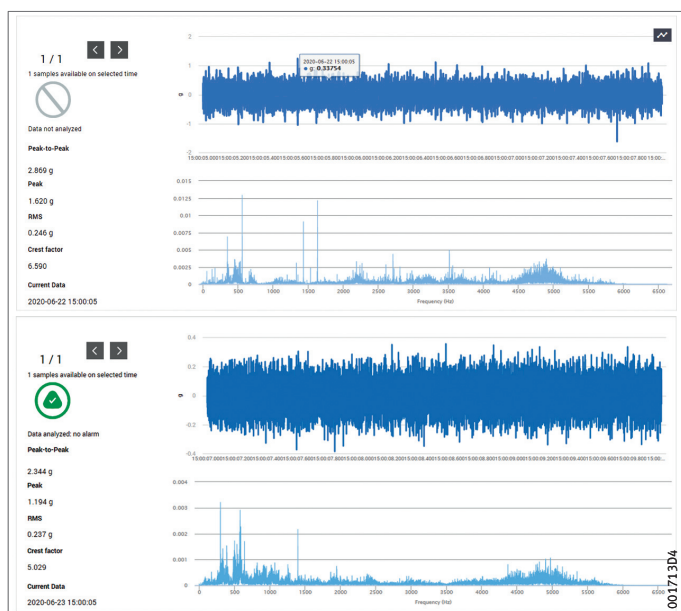 1 / 1
1 samples available on selected time
Data not analyzed
Peak-to-Peak
2.869 g
Peak
1.620 g
RMS
0.246 g
Crest factor
6.590
Current Data
2020-06-22 15:00:05
2
1
0
-1
-2
g
2020-06-22 15:00:05
g: 0.33754
0.015
0.0125
0.01
0.0075
0.005
0.0025
0
0 500 1000 1500 2000 2500 3000 3500 4000 4500 5000 5500 6000 6500
Frequency (Hz)
1 / 1
1 samples available on selected time
Data analyzed: no alarm
Peak-to-Peak
2.344 g
Peak
1.194 g
RMS
0.237 g
Crest factor
5.029
Current Data
2020-06-23 15:00:05
0.4
0.2
0
-0.2
-0.4
g
0.004
0.003
0.002
0.001
0
0 500 1000 1500 2000 2500 3000 3500 4000 4500 5000 5500 6000 6500
Frequency (Hz)
001713D4